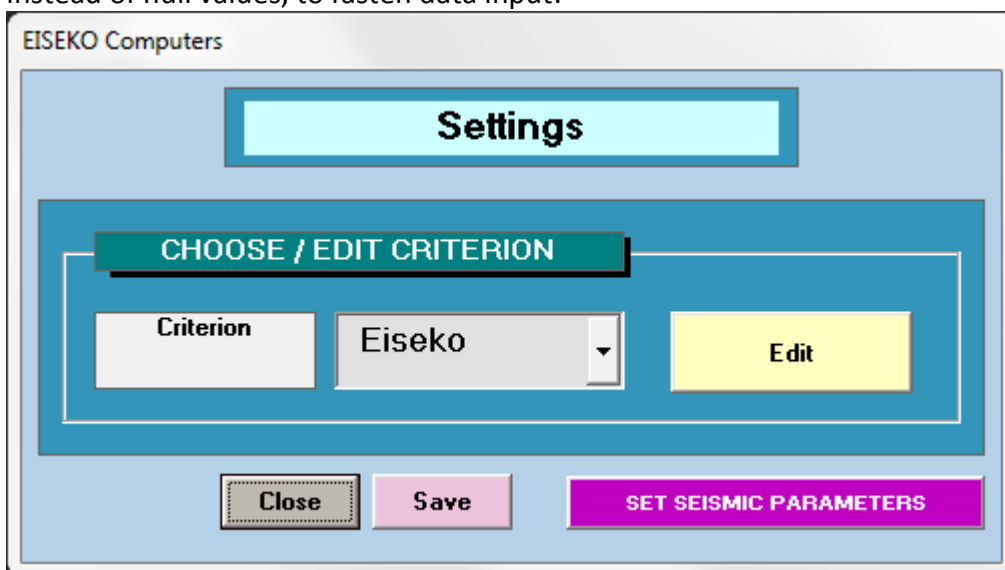 instead of null values, to fasten data input.
EISEKO Computers
Settings
CHOOSE / EDIT CRITERION
Criterion
Eiseko
Edit
Close
Save
SET SEISMIC PARAMETERS